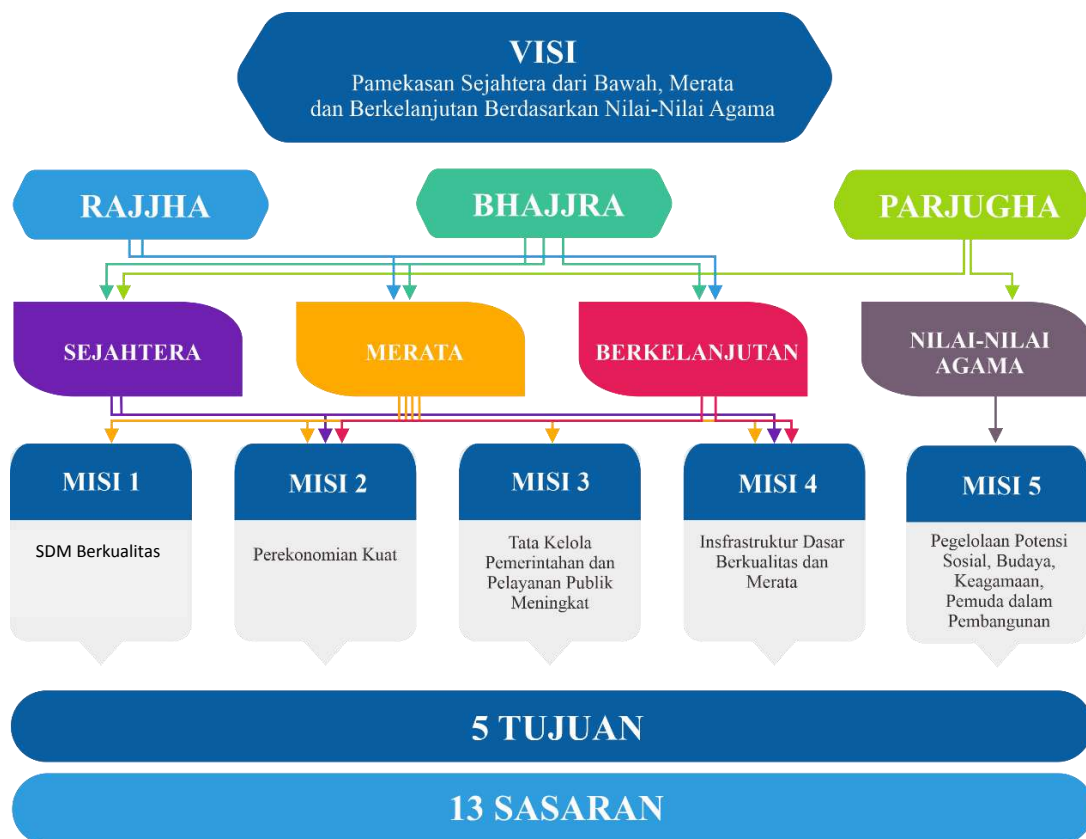 VISI
Pamekasan Sejahtera dari Bawah, Merata
dan Berkelanjutan Berdasarkan Nilai-Nilai Agama
RAJJHA
BHAJJRA
PARJUGHA
SEJAHTERA
MERATA
BERKELANJUTAN
NILAI-NILAI
AGAMA
MISI 1
SDM Berkualitas
MISI 2
Perekonomian Kuat
MISI 3
Tata Kelola
Pemerintahan dan
Pelayanan Publik
Meningkat
MISI 4
Insfrastruktur Dasar
Berkualitas dan
Merata
MISI 5
Pegelolaan Potensi
Sosial, Budaya,
Keagamaan,
Pemuda dalam
Pembangunan
5 TUJUAN
13 SASARAN